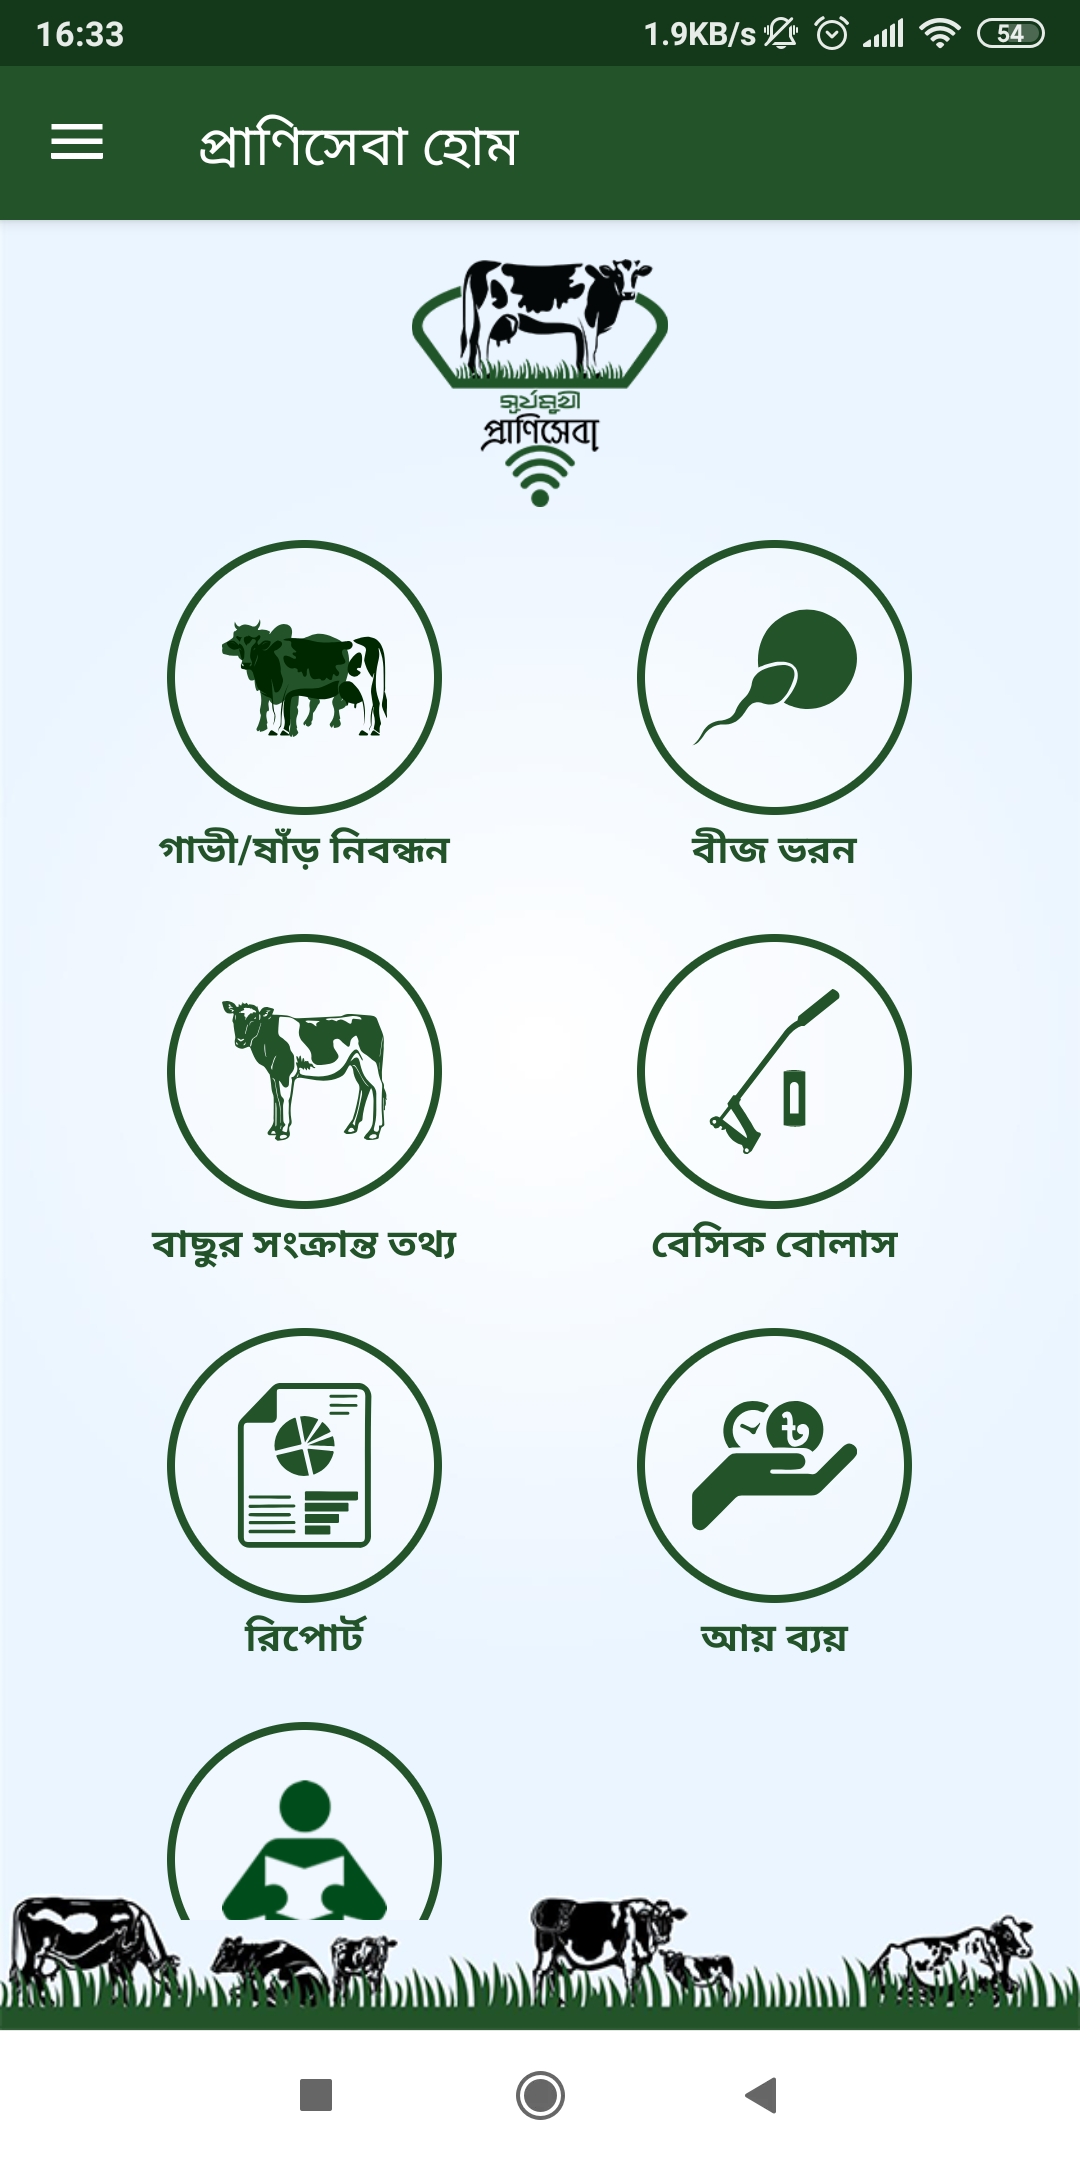 16:33 1.9KB/s 54
প্রাণিসেবা হোম
সূর্যমুখী
প্রাণিসেবা
গাভী/ষাঁড় নিবন্ধন
বীজ ভরন
বাছুর সংক্রান্ত তথ্য
বেসিক বোলাস
৳
রিপোর্ট
আয় ব্যয়